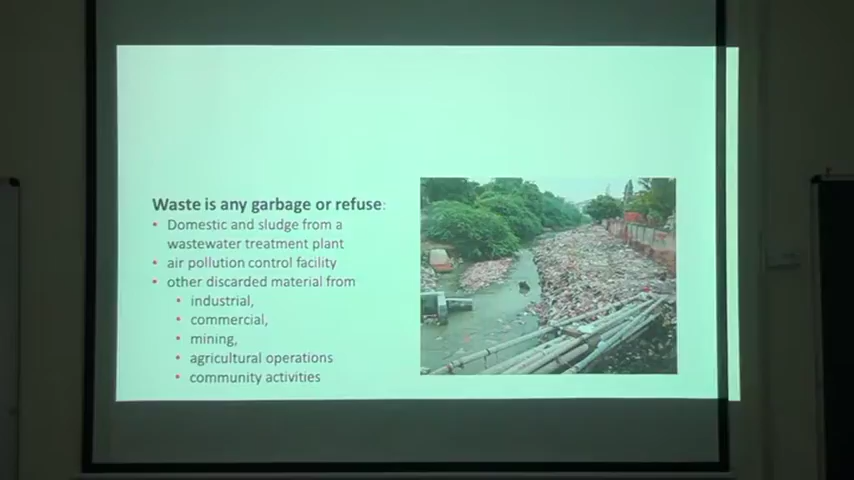 Waste is any garbage or refuse:
• Domestic and sludge from a
wastewater treatment plant
• air pollution control facility
• other discarded material from
• industrial,
• commercial,
• mining,
• agricultural operations
• community activities